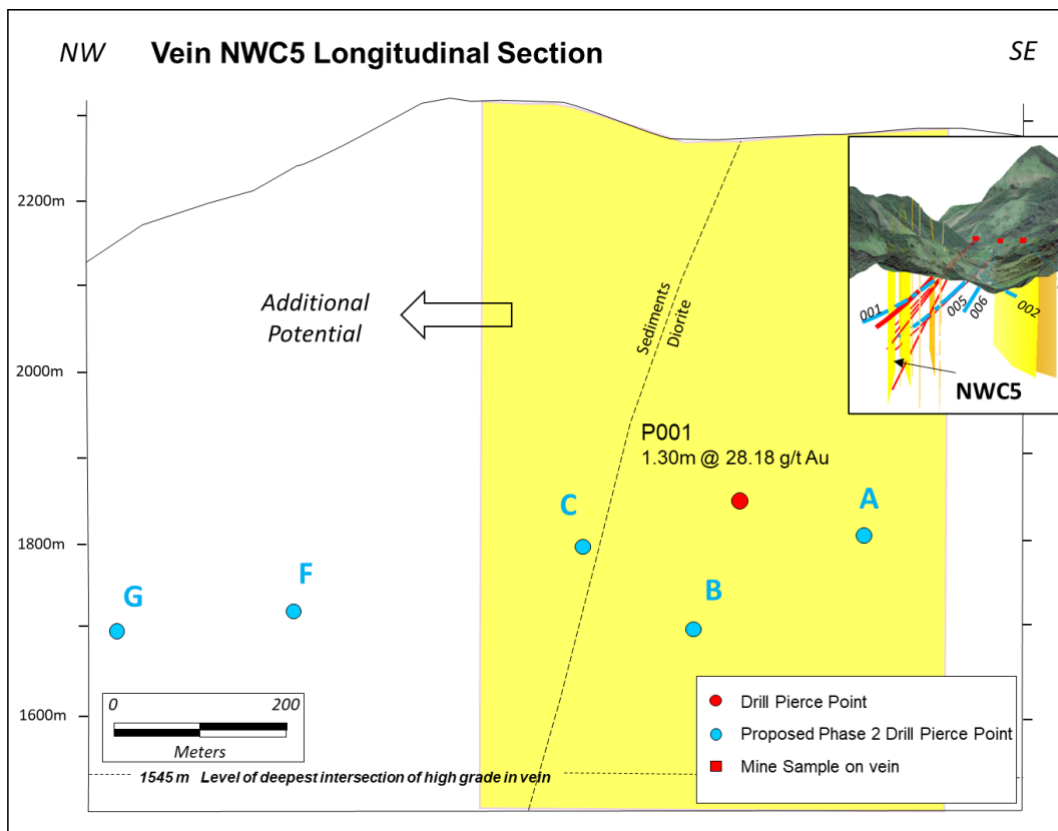 NW
Vein NWC5 Longitudinal Section
SE
2200m
2000m
1800m
1600m
Additional
Potential
Sediments
Diorite
P001
1.30m @ 28.18 g/t Au
A
B
C
F
G
001
005
006
002
NWC5
0
200
Meters
1545 m Level of deepest intersection of high grade in vein
Drill Pierce Point
Proposed Phase 2 Drill Pierce Point
Mine Sample on vein